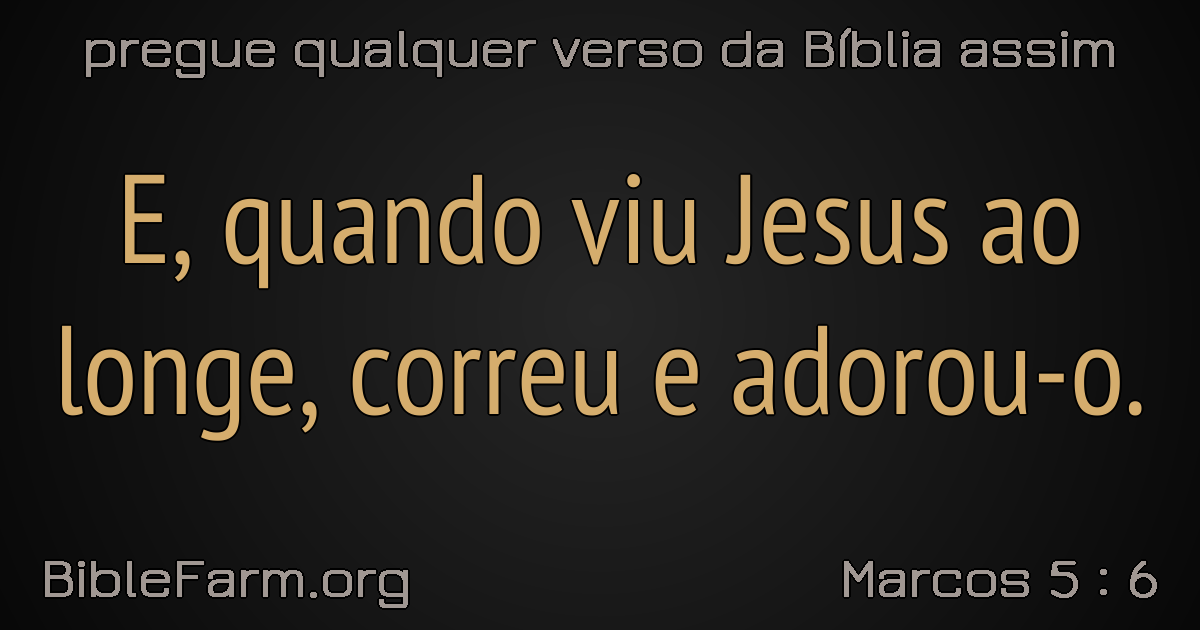 pregue qualquer verso da Bíblia assim
E, quando viu Jesus ao
longe, correu e adorou-o.
BibleFarm.org
Marcos 5 : 6